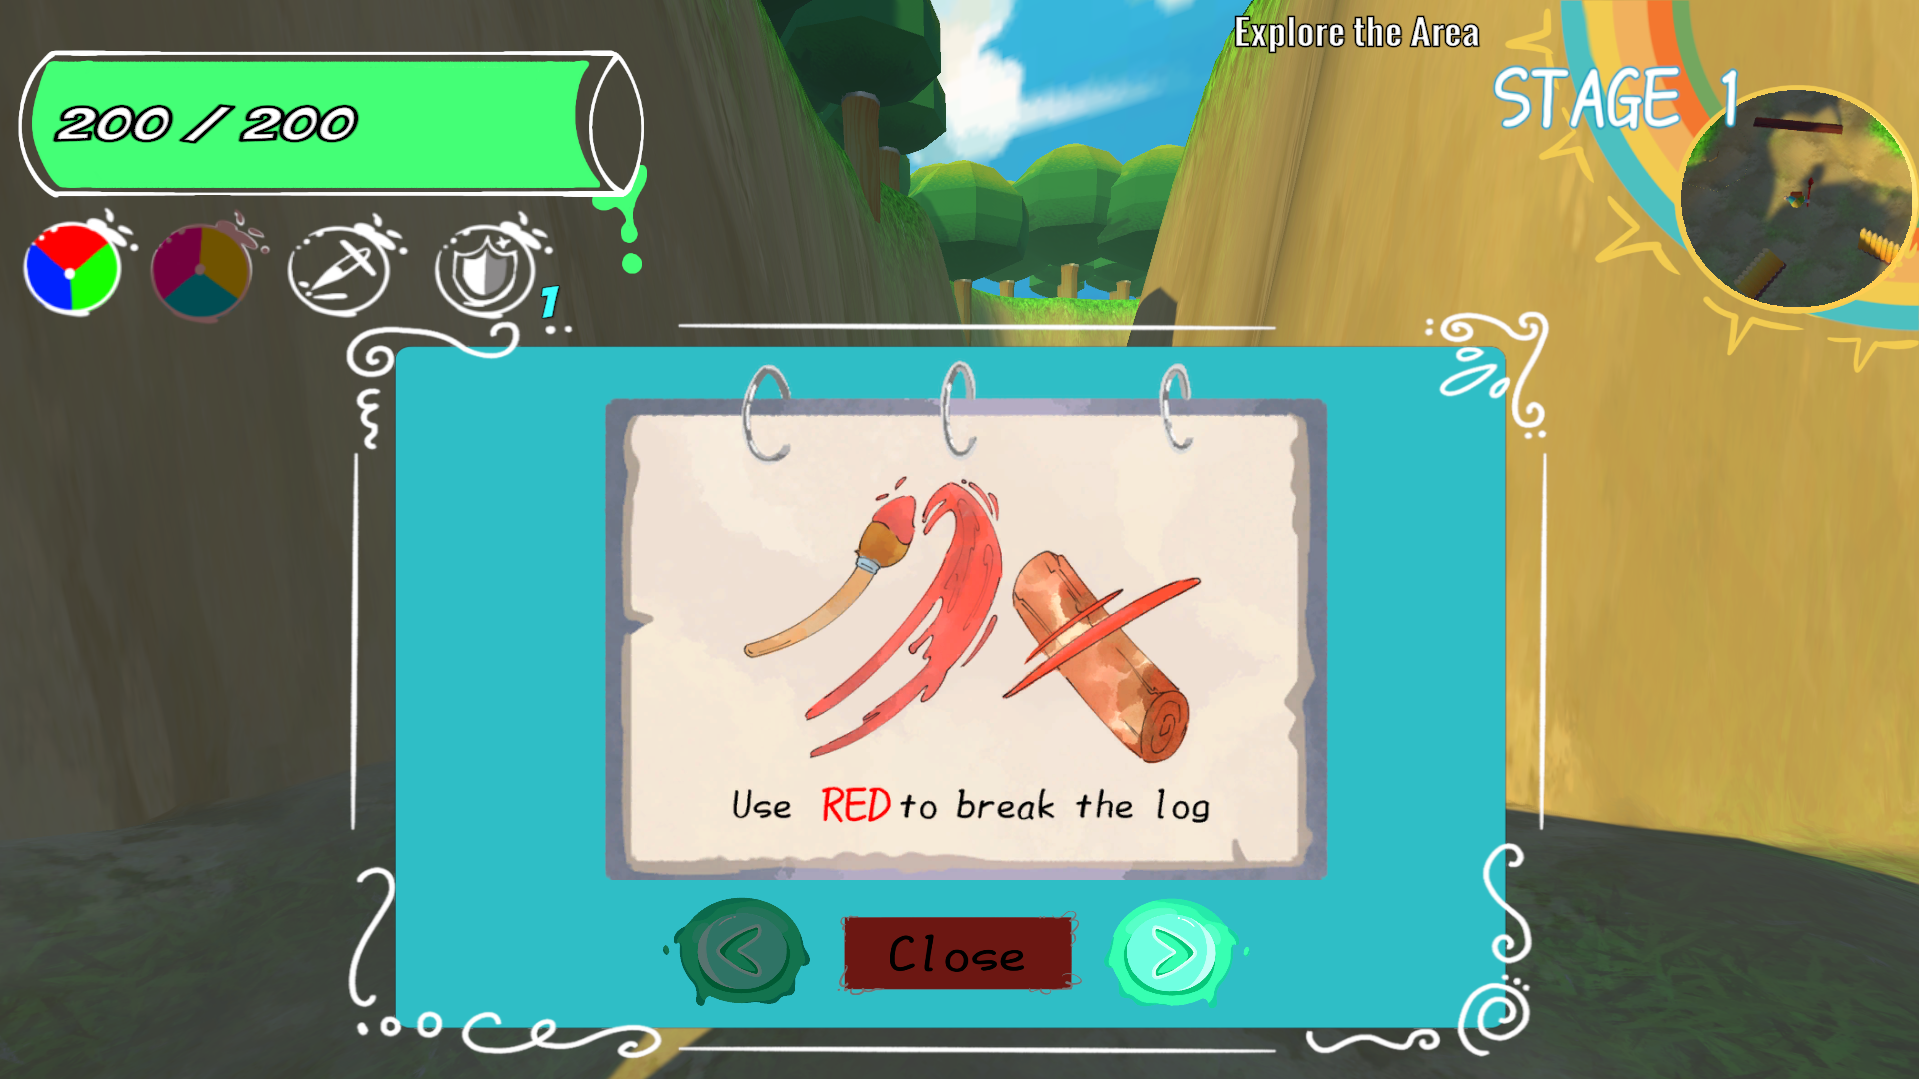 Explore the Area
STAGE 1
200 / 200
1
Use RED to break the log
Close